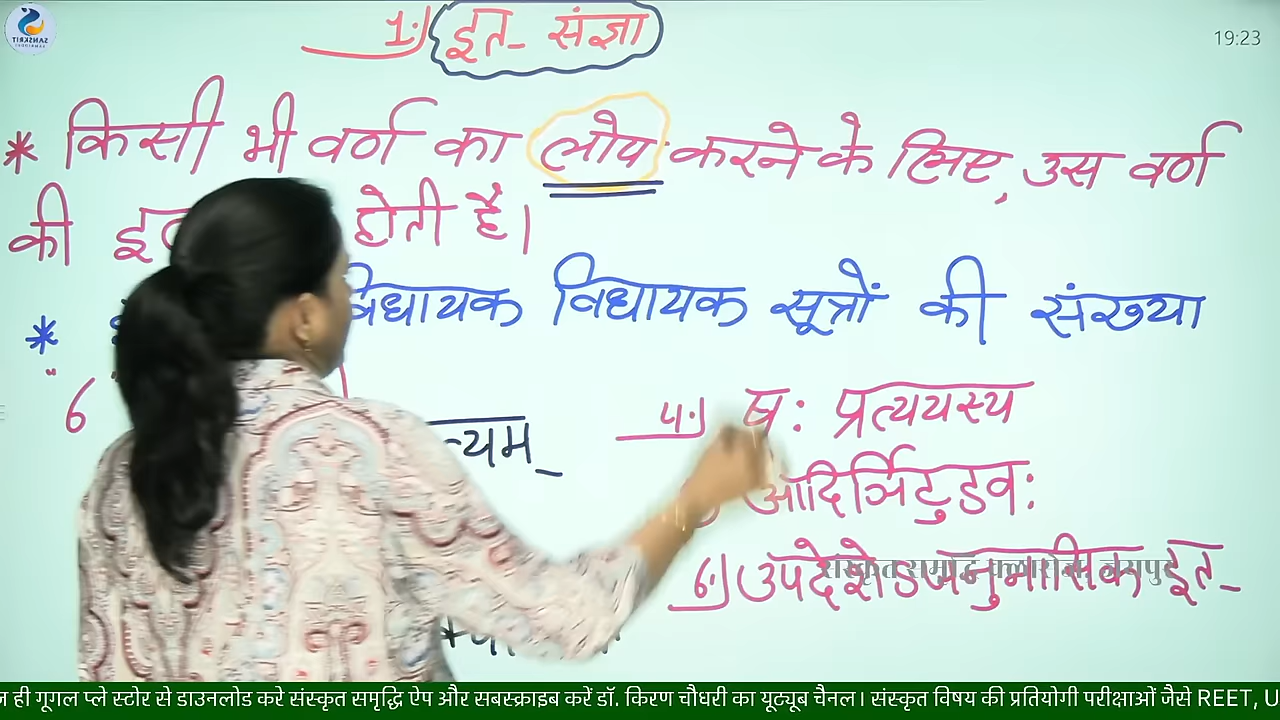 1. इत् संज्ञा
19:23
SANSKRIT
* किसी भी वर्ण का लोप करने के लिए, उस वर्ण
की होती है।
* विधायक विधायक सूत्रों की संख्या
6
त्यम्
4. षः प्रत्ययस्य
आदिर्ञिटुडवः
6. उपदेशेऽजनुनासिक इत्
संस्कृत समृद्धि क्लासेस, जयपुर
ही गूगल प्ले स्टोर से डाउनलोड करे संस्कृत समृद्धि ऐप और सबस्क्राइब करें डॉ. किरण चौधरी का यूट्यूब चैनल। संस्कृत विषय की प्रतियोगी परीक्षाओं जैसे REET, U